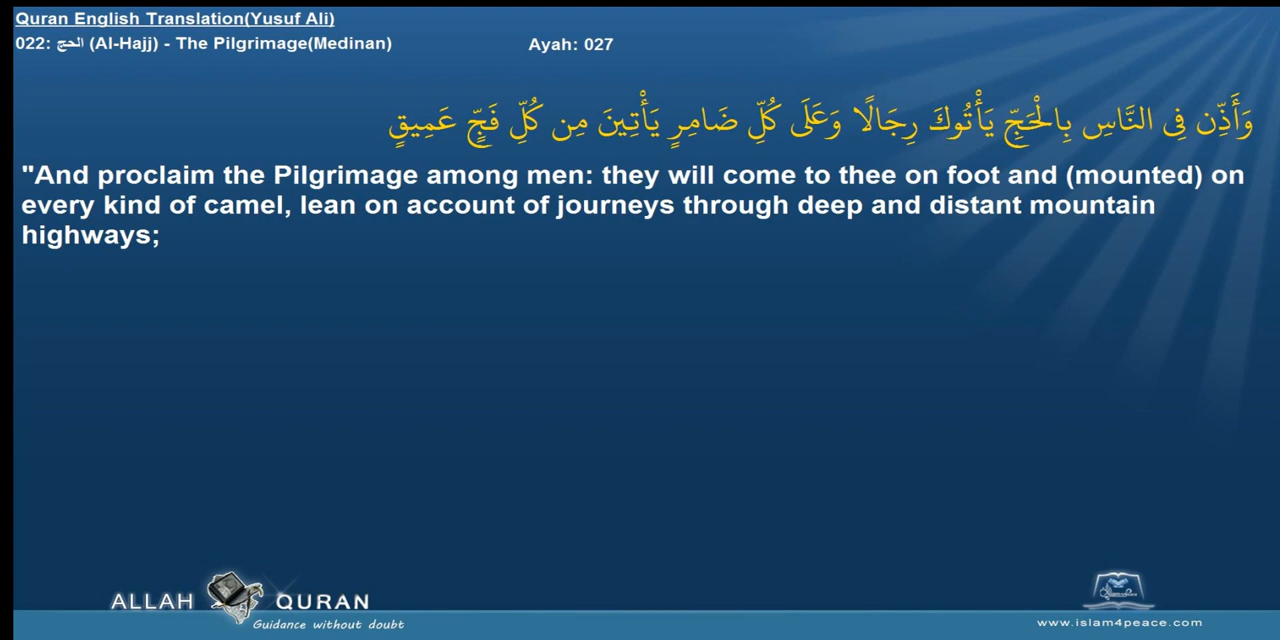 Quran English Translation(Yusuf Ali)
022: الحج (Al-Hajj) - The Pilgrimage(Medinan) Ayah: 027
وَأَذِّن فِى النَّاسِ بِالْحَجِّ يَأْتُوكَ رِجَالًا وَعَلَى كُلِّ ضَامِرٍ يَأْتِينَ مِن كُلِّ فَجٍّ عَمِيقٍ
"And proclaim the Pilgrimage among men: they will come to thee on foot and (mounted) on
every kind of camel, lean on account of journeys through deep and distant mountain
highways;
ALLAH QURAN
Guidance without doubt
www.islam4peace.com